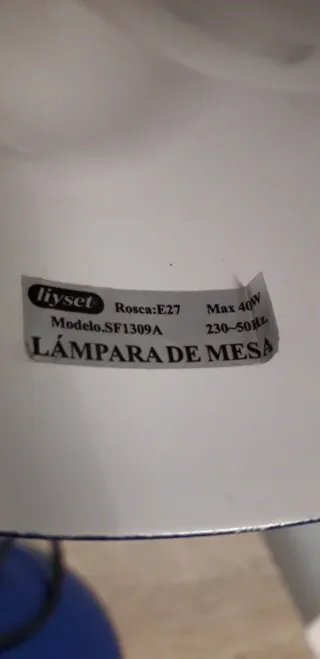 liyset Rosca:E27 Max 40W
Modelo.SF1309A 230~50Hz.
LÁMPARA DE MESA